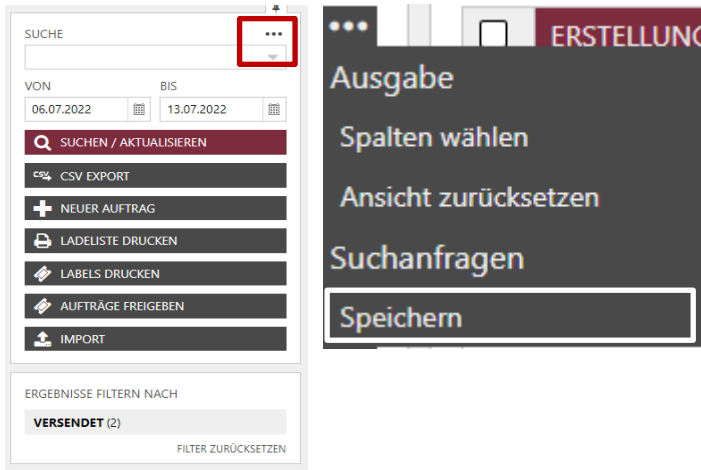 SUCHE
VON BIS
06.07.2022 13.07.2022
SUCHEN / AKTUALISIEREN
CSV CSV EXPORT
NEUER AUFTRAG
LADELISTE DRUCKEN
LABELS DRUCKEN
AUFTRÄGE FREIGEBEN
IMPORT
ERGEBNISSE FILTERN NACH
VERSENDET (2)
FILTER ZURÜCKSETZEN
ERSTELLUNG
Ausgabe
Spalten wählen
Ansicht zurücksetzen
Suchanfragen
Speichern